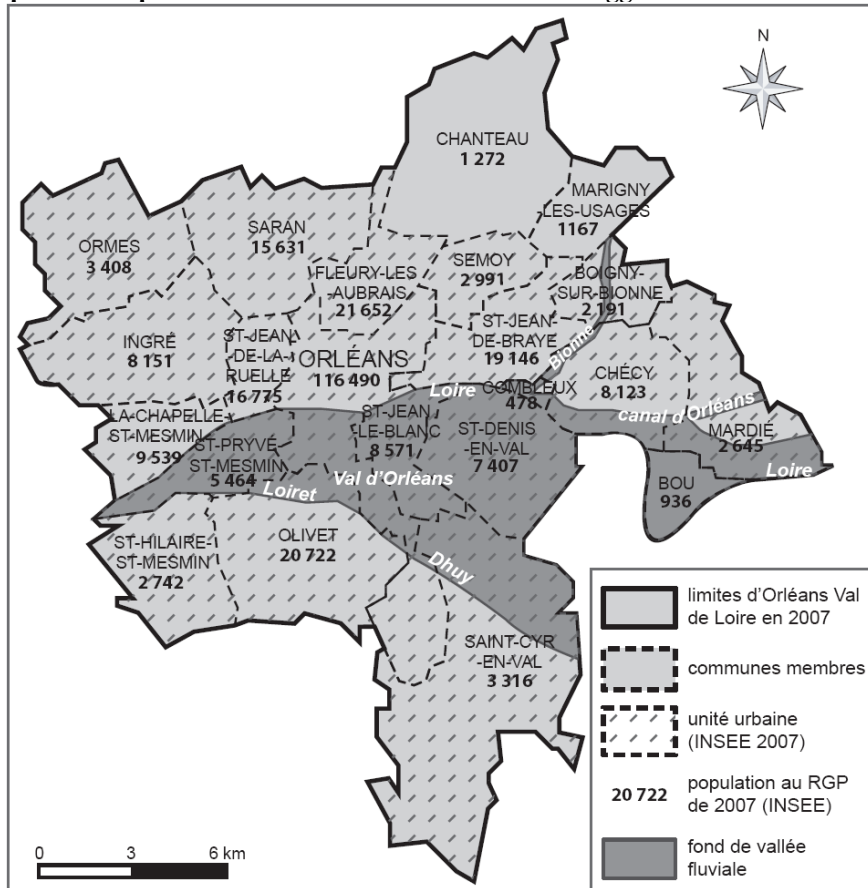 N
CHANTEAU
1 272
MARIGNY
LES-USAGES
1167
ORMES
3 408
SARAN
15 631
FLEURY-LES
AUBRAIS
21 652
SEMOY
2 991
BOIGNY-
SUR-BIONNE
2 191
INGRÉ
8 151
ST-JEAN-
DE-LA-
RUELLE
16 775
ORLÉANS
116 490
ST-JEAN-
DE-BRAYE
19 146
Bionne
CHÉCY
8 123
Loire
COMBLEUX
478
canal d'Orléans
LA-CHAPELLE-
ST-MESMIN
9 539
ST-PRYVÉ-
ST-MESMIN
5 464
ST-JEAN
LE-BLANC
8 571
ST-DENIS
-EN-VAL
7 407
MARDIÉ
2 645
Loire
BOU
936
Val d'Orléans
Loiret
ST-HILAIRE-
ST-MESMIN
2 742
OLIVET
20 722
Dhuy
SAINT-CYR
-EN-VAL
3 316
limites d'Orléans Val
de Loire en 2007
communes membres
unité urbaine
(INSEE 2007)
20 722
population au RGP
de 2007 (INSEE)
fond de vallée
fluviale
0 3 6 km